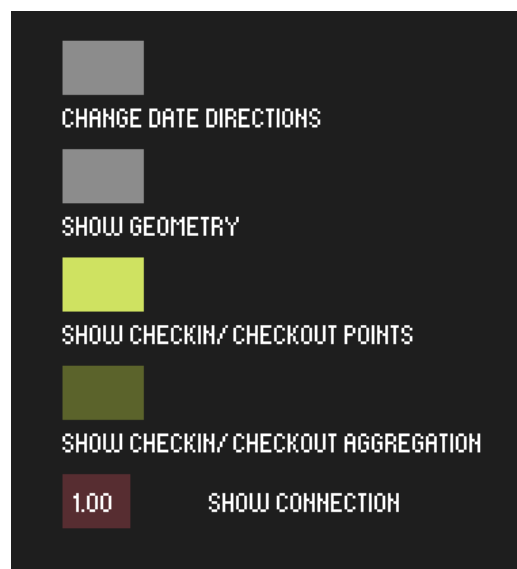 CHANGE DATE DIRECTIONS
SHOW GEOMETRY
SHOW CHECKIN/ CHECKOUT POINTS
SHOW CHECKIN/ CHECKOUT AGGREGATION
1.00 SHOW CONNECTION